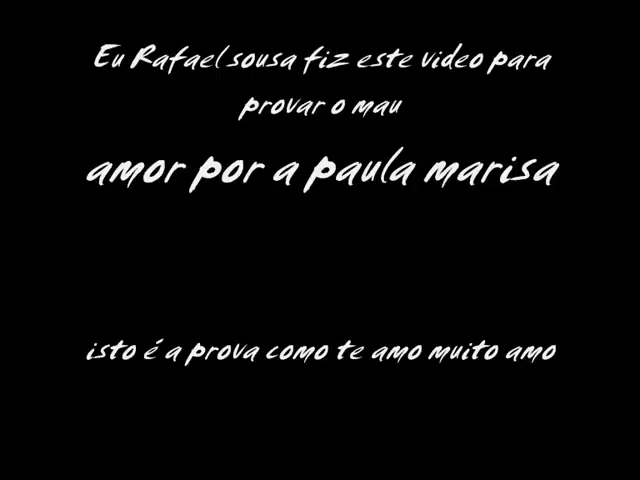 Eu Rafael sousa fiz este video para
provar o mau
amor por a paula marisa
isto é a prova como te amo muito amo